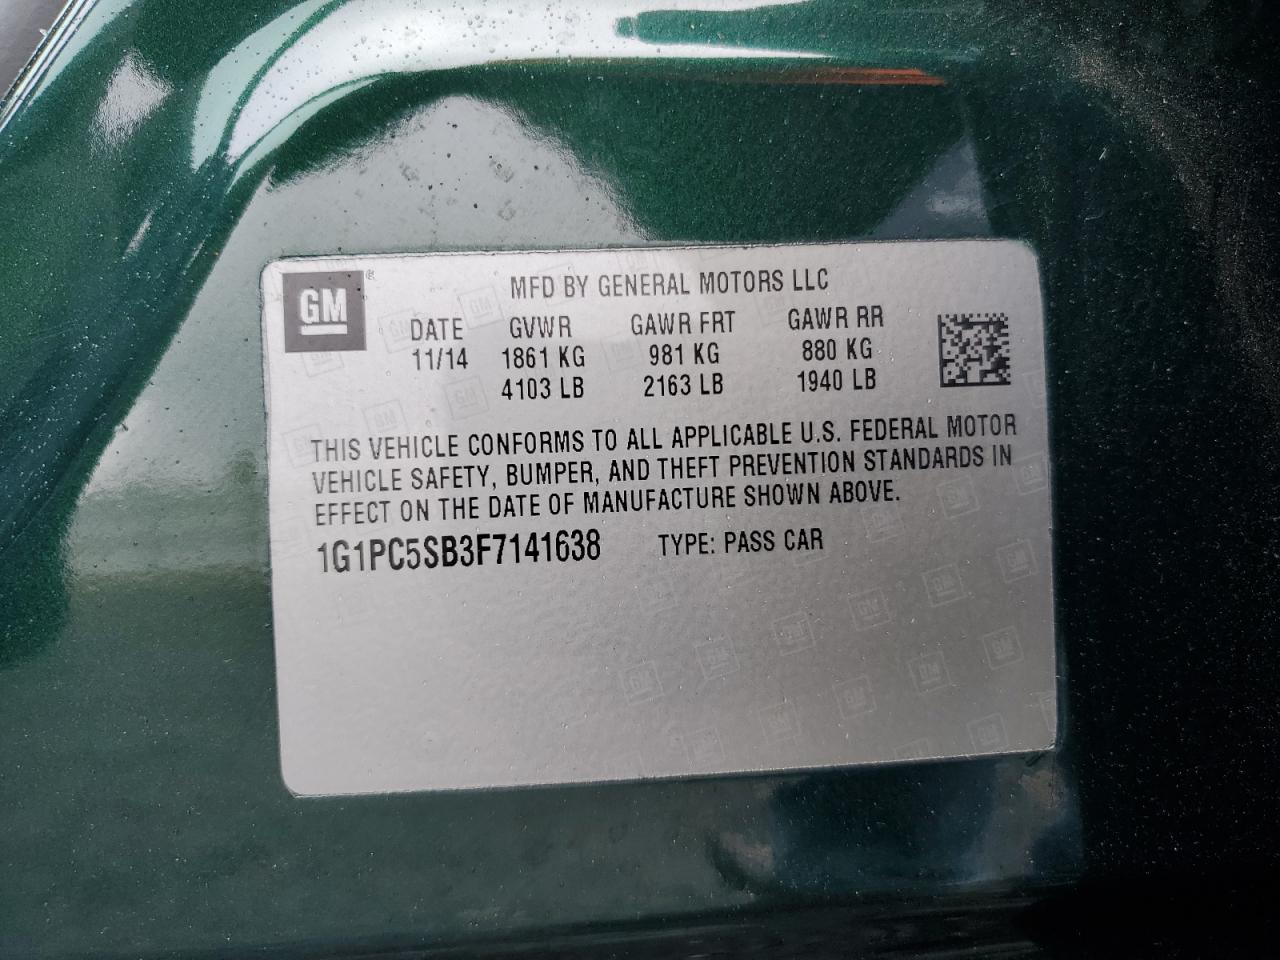 GM®
MFD BY GENERAL MOTORS LLC
DATE GVWR GAWR FRT GAWR RR
11/14 1861 KG 981 KG 880 KG
4103 LB 2163 LB 1940 LB
THIS VEHICLE CONFORMS TO ALL APPLICABLE U.S. FEDERAL MOTOR
VEHICLE SAFETY, BUMPER, AND THEFT PREVENTION STANDARDS IN
EFFECT ON THE DATE OF MANUFACTURE SHOWN ABOVE.
1G1PC5SB3F7141638 TYPE: PASS CAR